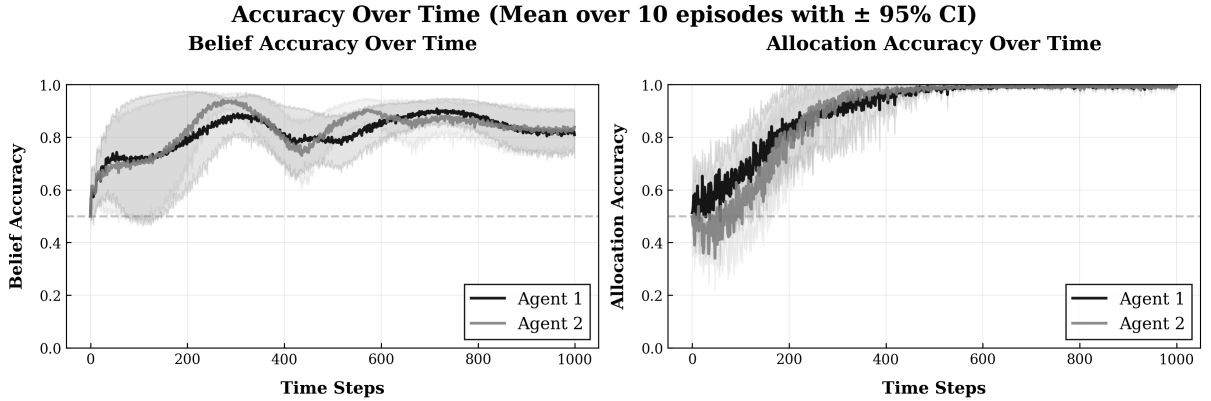 Accuracy Over Time (Mean over 10 episodes with ± 95% CI)
Belief Accuracy Over Time
Belief Accuracy
1.0
0.8
0.6
0.4
0.2
0.0
0 200 400 600 800 1000
Time Steps
Agent 1
Agent 2
Allocation Accuracy Over Time
Allocation Accuracy
1.0
0.8
0.6
0.4
0.2
0.0
0 200 400 600 800 1000
Time Steps
Agent 1
Agent 2